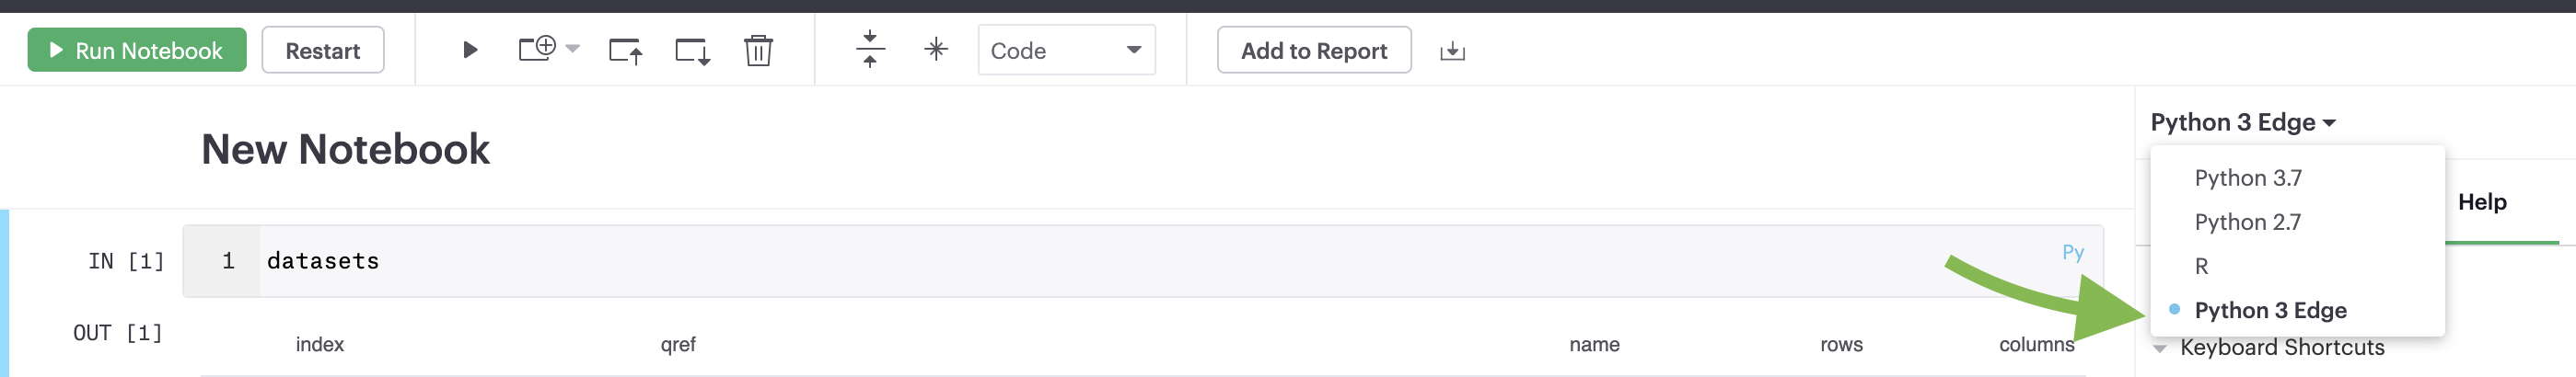 Run Notebook Restart Code Add to Report
New Notebook
Python 3 Edge
Python 3.7
Python 2.7
R
Python 3 Edge
Help
Keyboard Shortcuts
IN [1] 1 datasets Py
OUT [1]
index qref name rows columns